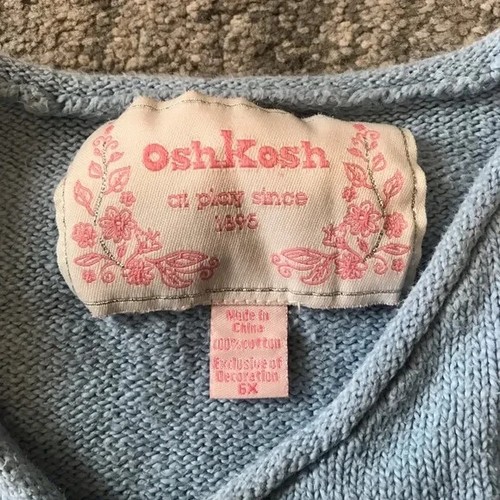 OshKosh
at play since
1895
Made in
China
100% cotton
Exclusive of
Decoration
6X